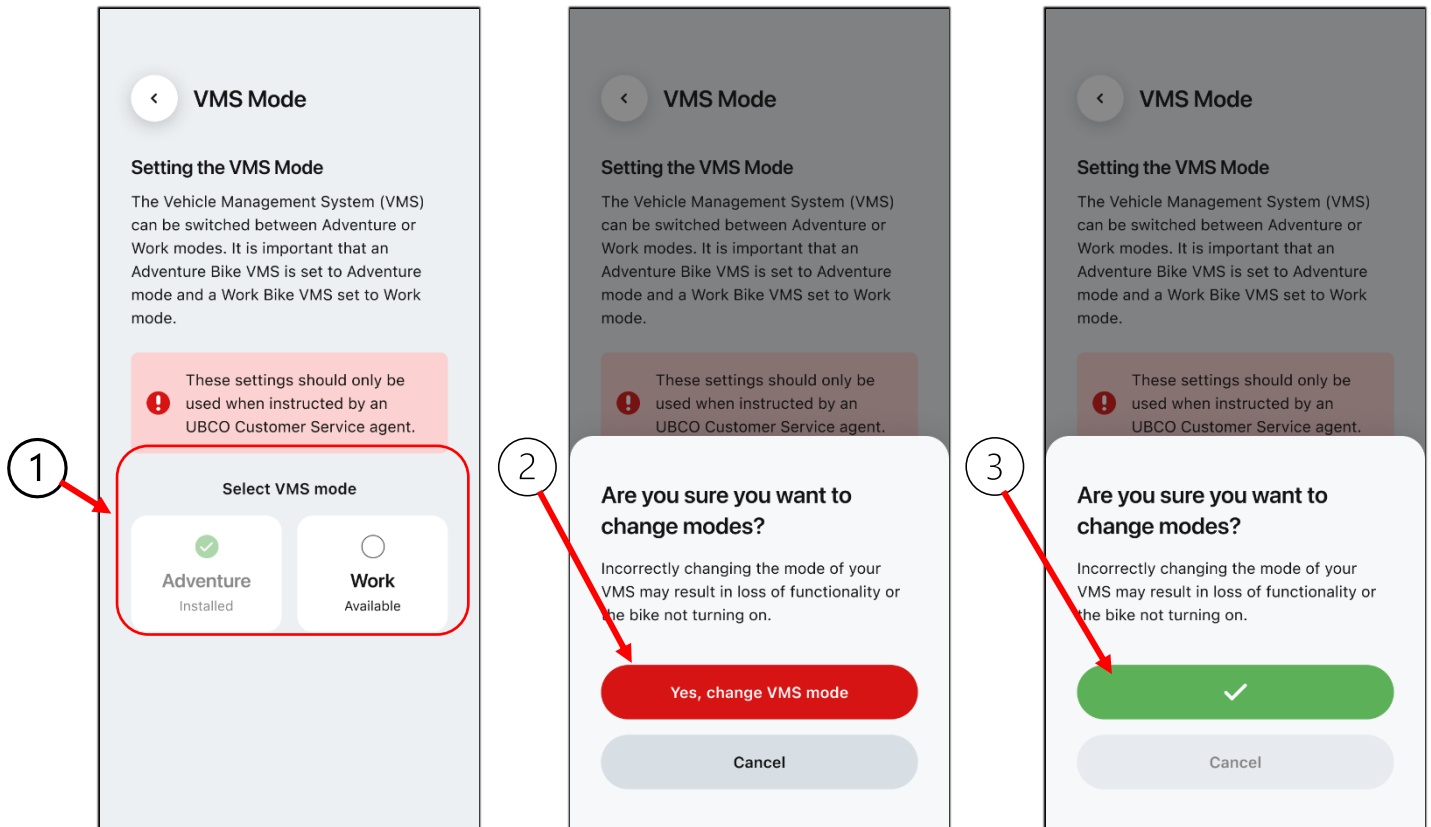 VMS Mode
Setting the VMS Mode
The Vehicle Management System (VMS)
can be switched between Adventure or
Work modes. It is important that an
Adventure Bike VMS is set to Adventure
mode and a Work Bike VMS set to Work
mode.
These settings should only be
used when instructed by an
UBCO Customer Service agent.
1
Select VMS mode
Adventure
Installed
Work
Available
VMS Mode
Setting the VMS Mode
The Vehicle Management System (VMS)
can be switched between Adventure or
Work modes. It is important that an
Adventure Bike VMS is set to Adventure
mode and a Work Bike VMS set to Work
mode.
These settings should only be
used when instructed by an
UBCO Customer Service agent.
2
Are you sure you want to
change modes?
Incorrectly changing the mode of your
VMS may result in loss of functionality or
the bike not turning on.
Yes, change VMS mode
Cancel
VMS Mode
Setting the VMS Mode
The Vehicle Management System (VMS)
can be switched between Adventure or
Work modes. It is important that an
Adventure Bike VMS is set to Adventure
mode and a Work Bike VMS set to Work
mode.
These settings should only be
used when instructed by an
UBCO Customer Service agent.
3
Are you sure you want to
change modes?
Incorrectly changing the mode of your
VMS may result in loss of functionality or
the bike not turning on.
Cancel